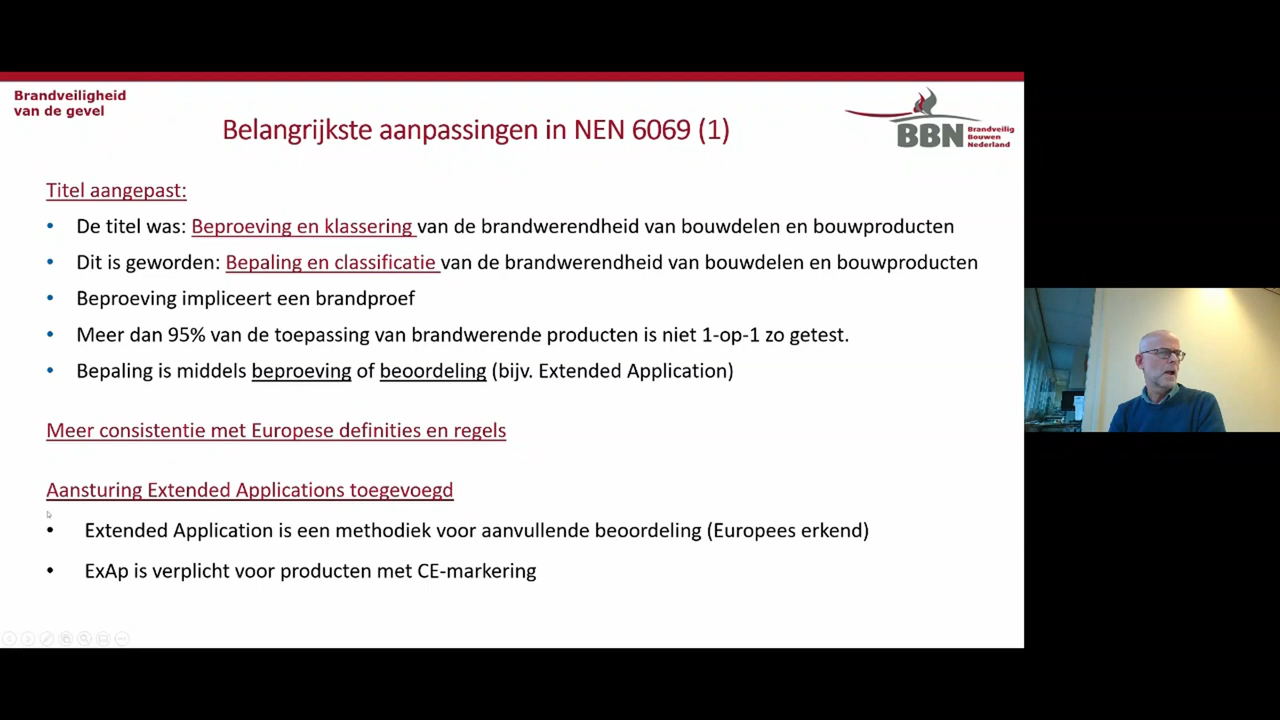 Brandveiligheid
van de gevel
Belangrijkste aanpassingen in NEN 6069 (1)
BBN Brandveilig
Bouwen
Nederland
Titel aangepast:
• De titel was: Beproeving en klassering van de brandwerendheid van bouwdelen en bouwproducten
• Dit is geworden: Bepaling en classificatie van de brandwerendheid van bouwdelen en bouwproducten
• Beproeving impliceert een brandproef
• Meer dan 95% van de toepassing van brandwerende producten is niet 1-op-1 zo getest.
• Bepaling is middels beproeving of beoordeling (bijv. Extended Application)
Meer consistentie met Europese definities en regels
Aansturing Extended Applications toegevoegd
• Extended Application is een methodiek voor aanvullende beoordeling (Europees erkend)
• ExAp is verplicht voor producten met CE-markering